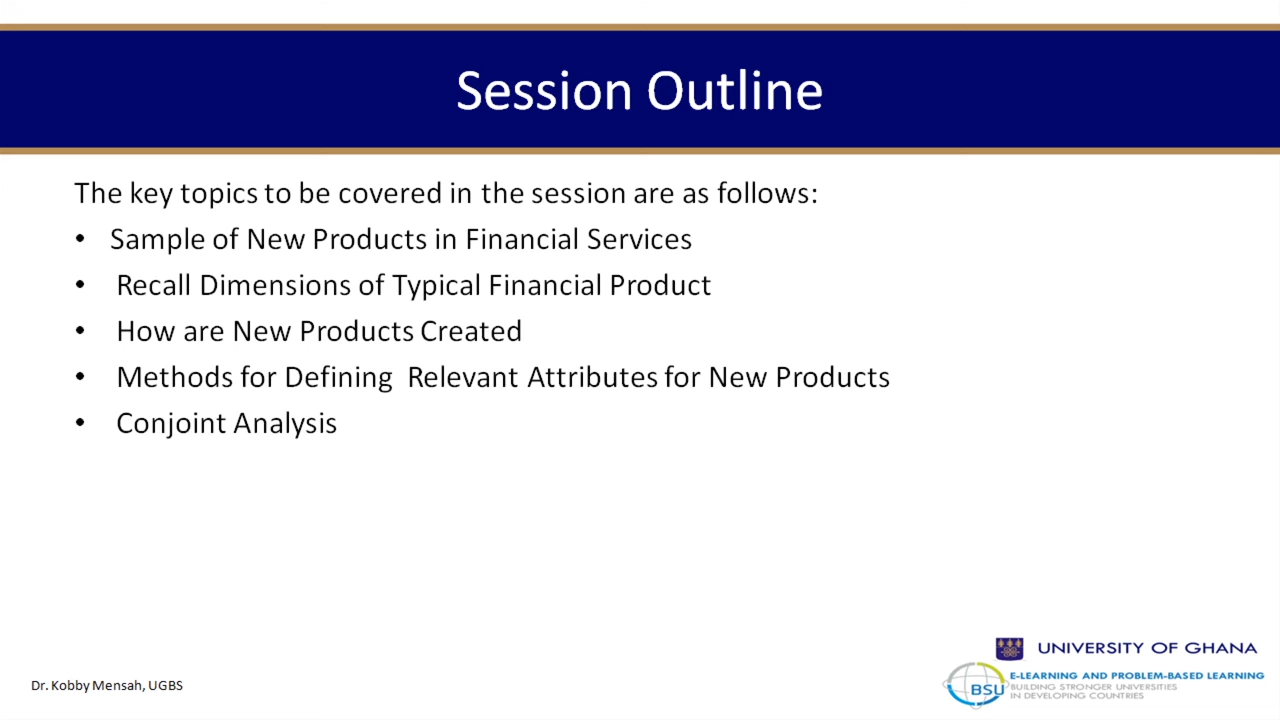 Session Outline
The key topics to be covered in the session are as follows:
• Sample of New Products in Financial Services
• Recall Dimensions of Typical Financial Product
• How are New Products Created
• Methods for Defining Relevant Attributes for New Products
• Conjoint Analysis
UNIVERSITY OF GHANA
BSU
E-LEARNING AND PROBLEM-BASED LEARNING
BUILDING STRONGER UNIVERSITIES
IN DEVELOPING COUNTRIES
Dr. Kobby Mensah, UGBS